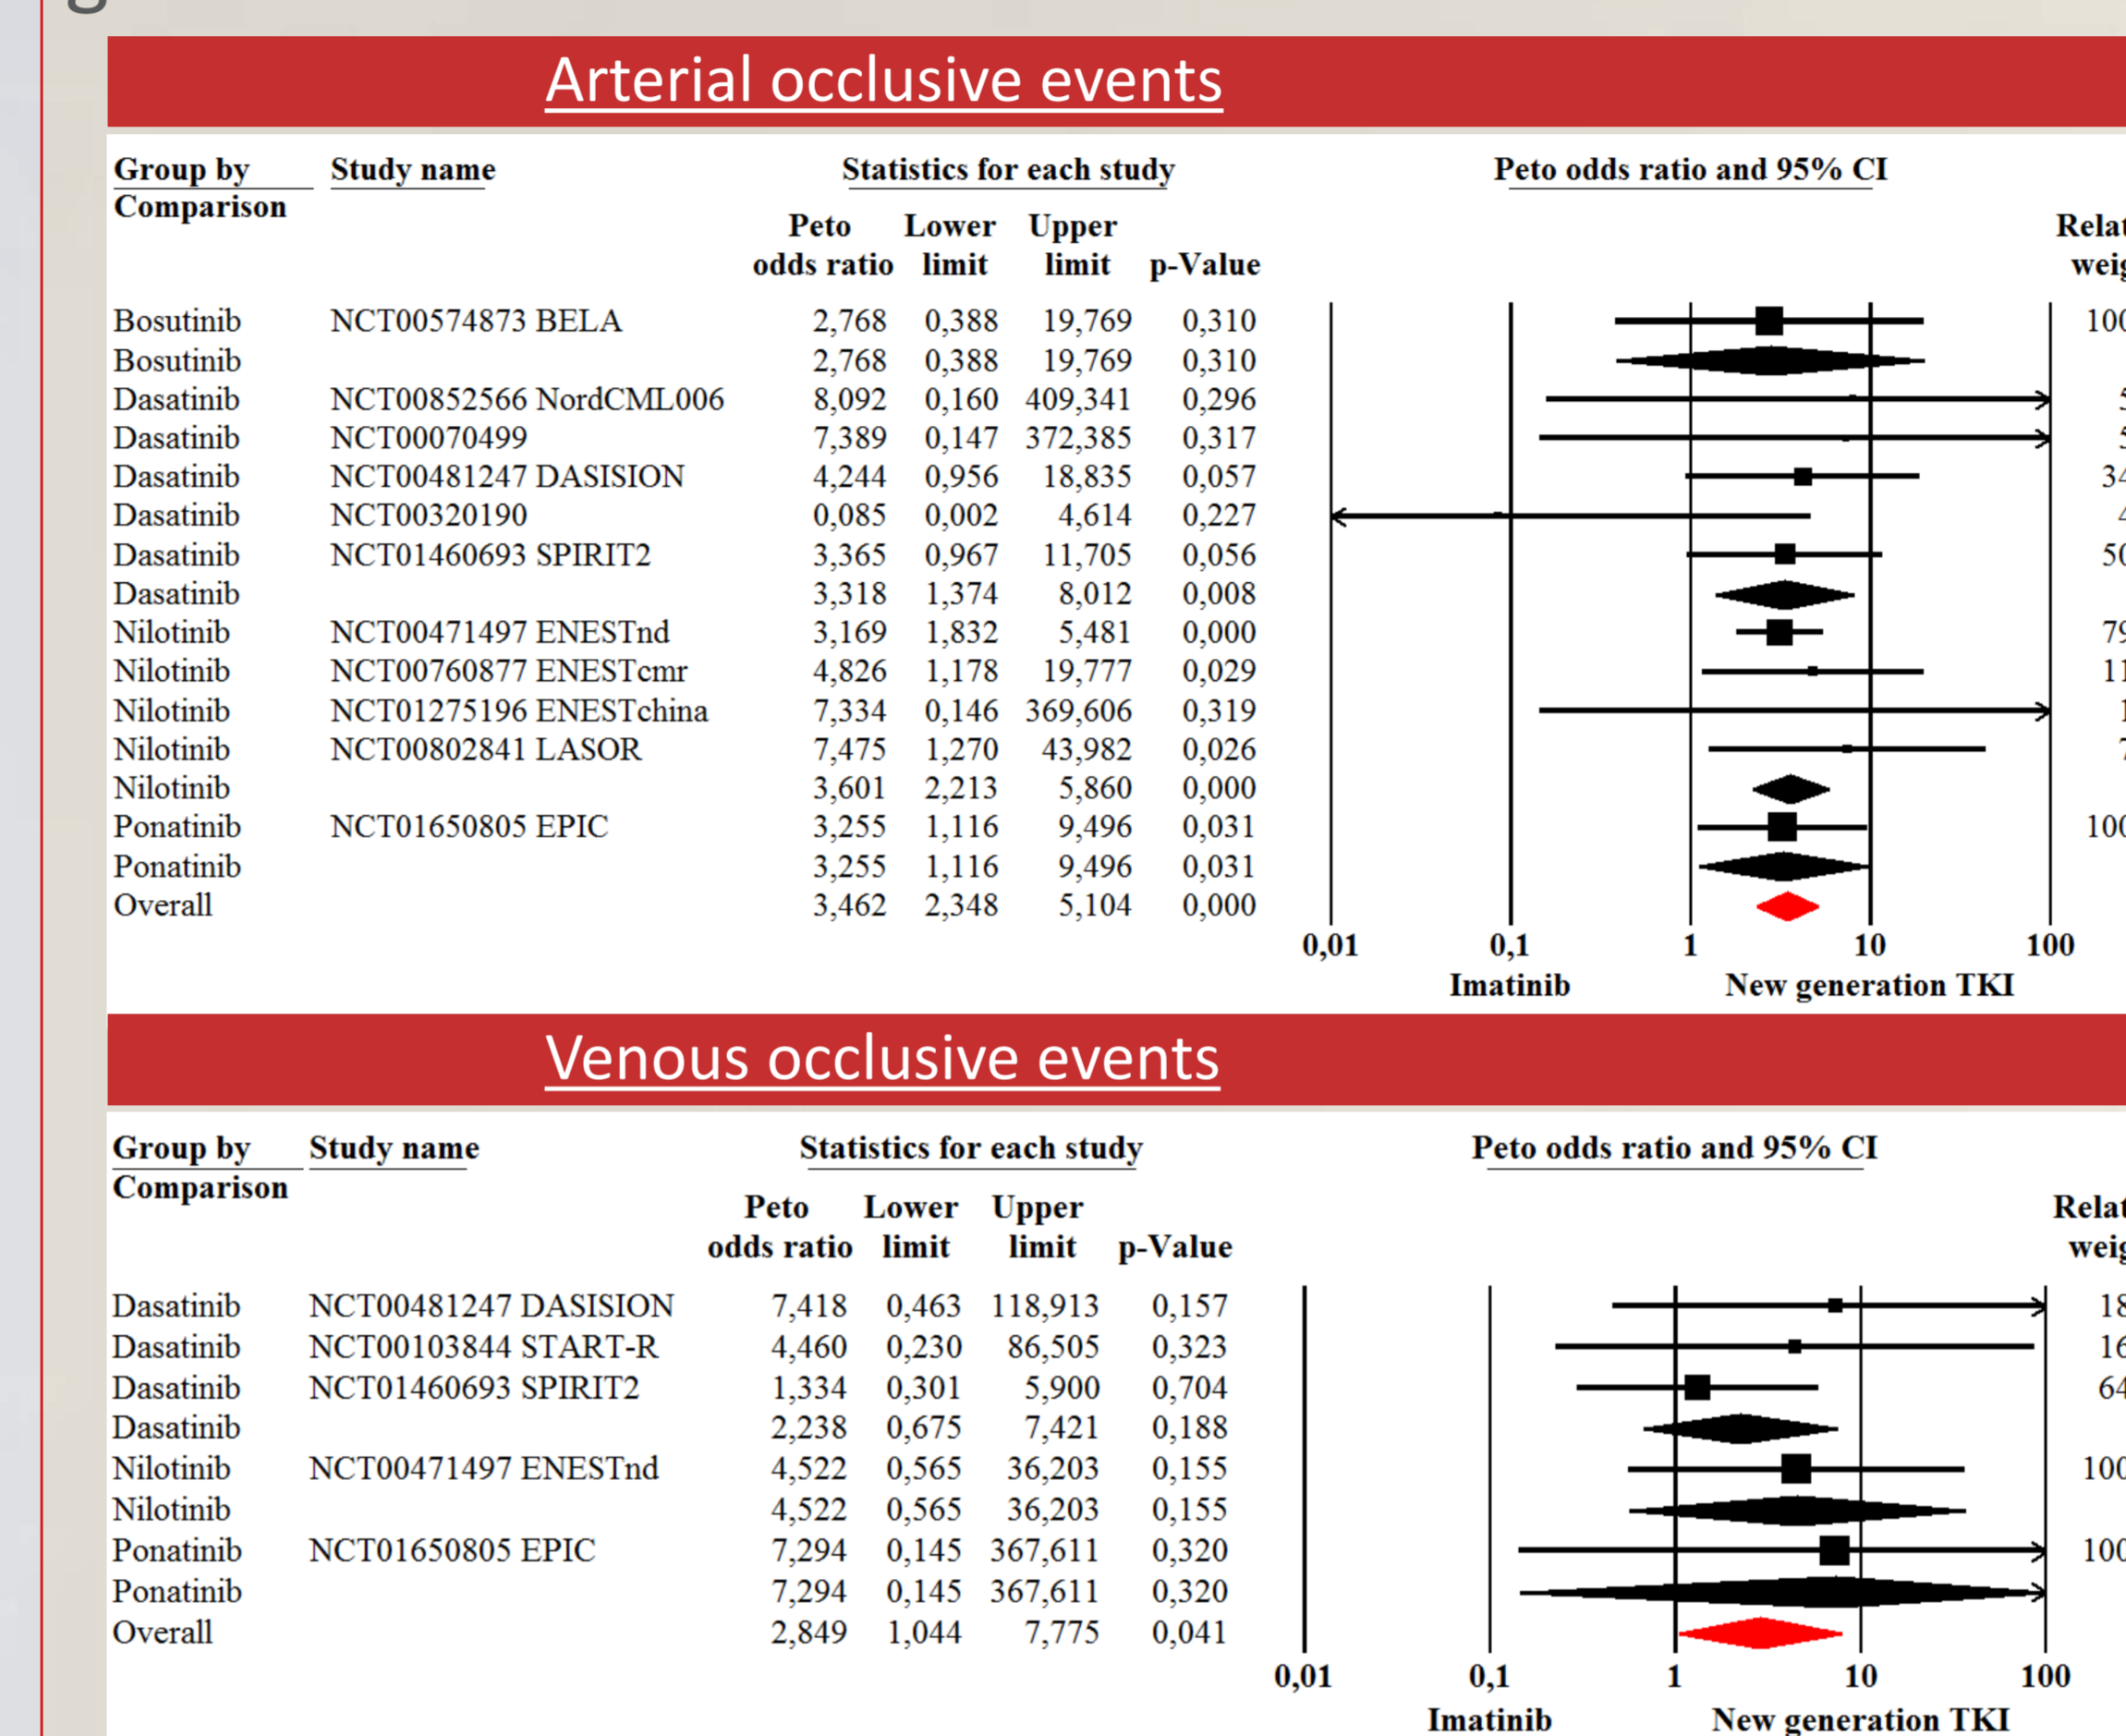 Arterial occlusive events
Group by Study name Statistics for each study Peto odds ratio and 95% CI
Comparison
Peto Lower Upper
odds ratio limit limit p-Value
Bosutinib NCT00574873 BELA 2,768 0,388 19,769 0,310
Bosutinib 2,768 0,388 19,769 0,310
Dasatinib NCT00852566 NordCML006 8,092 0,160 409,341 0,296
Dasatinib NCT00070499 7,389 0,147 372,385 0,317
Dasatinib NCT00481247 DASISION 4,244 0,956 18,835 0,057
Dasatinib NCT00320190 0,085 0,002 4,614 0,227
Dasatinib NCT01460693 SPIRIT2 3,365 0,967 11,705 0,056
Dasatinib 3,318 1,374 8,012 0,008
Nilotinib NCT00471497 ENESTnd 3,169 1,832 5,481 0,000
Nilotinib NCT00760877 ENESTcmr 4,826 1,178 19,777 0,029
Nilotinib NCT01275196 ENESTchina 7,334 0,146 369,606 0,319
Nilotinib NCT00802841 LASOR 7,475 1,270 43,982 0,026
Nilotinib 3,601 2,213 5,860 0,000
Ponatinib NCT01650805 EPIC 3,255 1,116 9,496 0,031
Ponatinib 3,255 1,116 9,496 0,031
Overall 3,462 2,348 5,104 0,000
0,01 0,1 1 10 100
Imatinib New generation TKI
Venous occlusive events
Group by Study name Statistics for each study Peto odds ratio and 95% CI
Comparison
Peto Lower Upper
odds ratio limit limit p-Value
Dasatinib NCT00481247 DASISION 7,418 0,463 118,913 0,157
Dasatinib NCT00103844 START-R 4,460 0,230 86,505 0,323
Dasatinib NCT01460693 SPIRIT2 1,334 0,301 5,900 0,704
Dasatinib 2,238 0,675 7,421 0,188
Nilotinib NCT00471497 ENESTnd 4,522 0,565 36,203 0,155
Nilotinib 4,522 0,565 36,203 0,155
Ponatinib NCT01650805 EPIC 7,294 0,145 367,611 0,320
Ponatinib 7,294 0,145 367,611 0,320
Overall 2,849 1,044 7,775 0,041
0,01 0,1 1 10 100
Imatinib New generation TKI